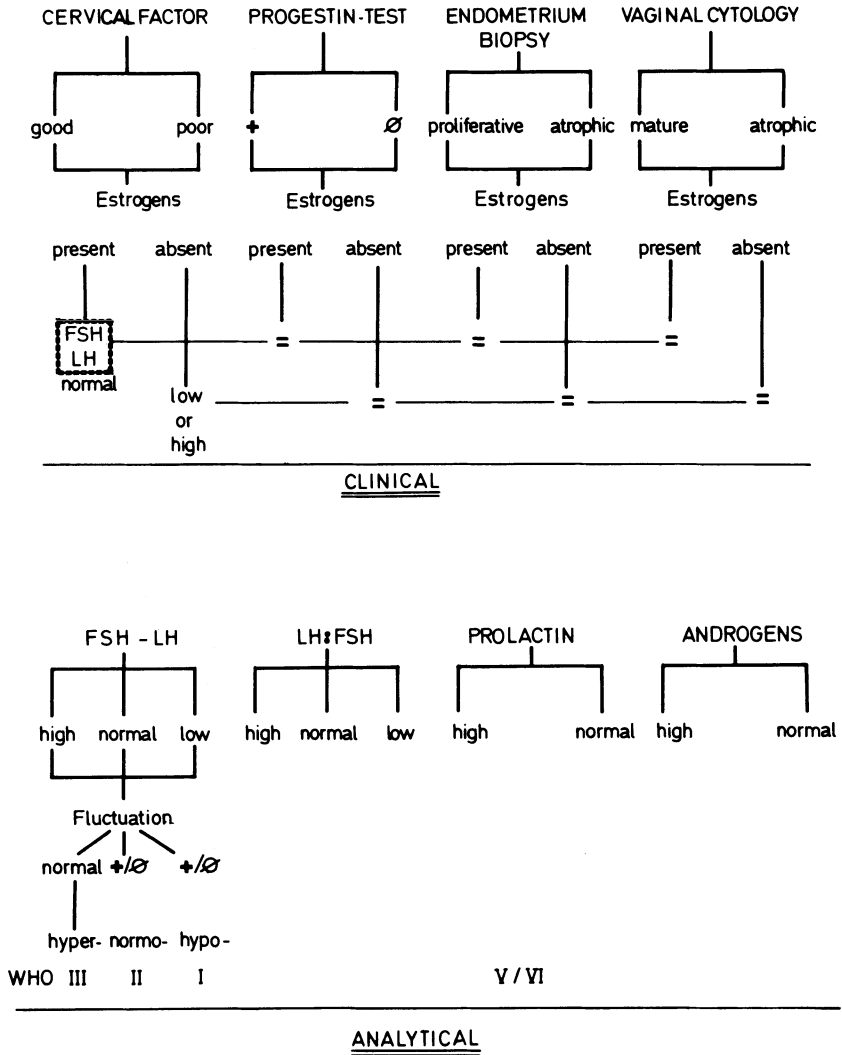 CERVICAL FACTOR PROGESTIN-TEST ENDOMETRIUM BIOPSY VAGINAL CYTOLOGY
good poor + Ø proliferative atrophic mature atrophic
Estrogens Estrogens Estrogens Estrogens
present absent present absent present absent present absent
FSH = = =
LH
normal
low = = =
or
high
CLINICAL
FSH - LH LH:FSH PROLACTIN ANDROGENS
high normal low high normal low high normal high normal
Fluctuation
normal +/Ø +/Ø
hyper- normo- hypo-
WHO III II I V / VI
ANALYTICAL